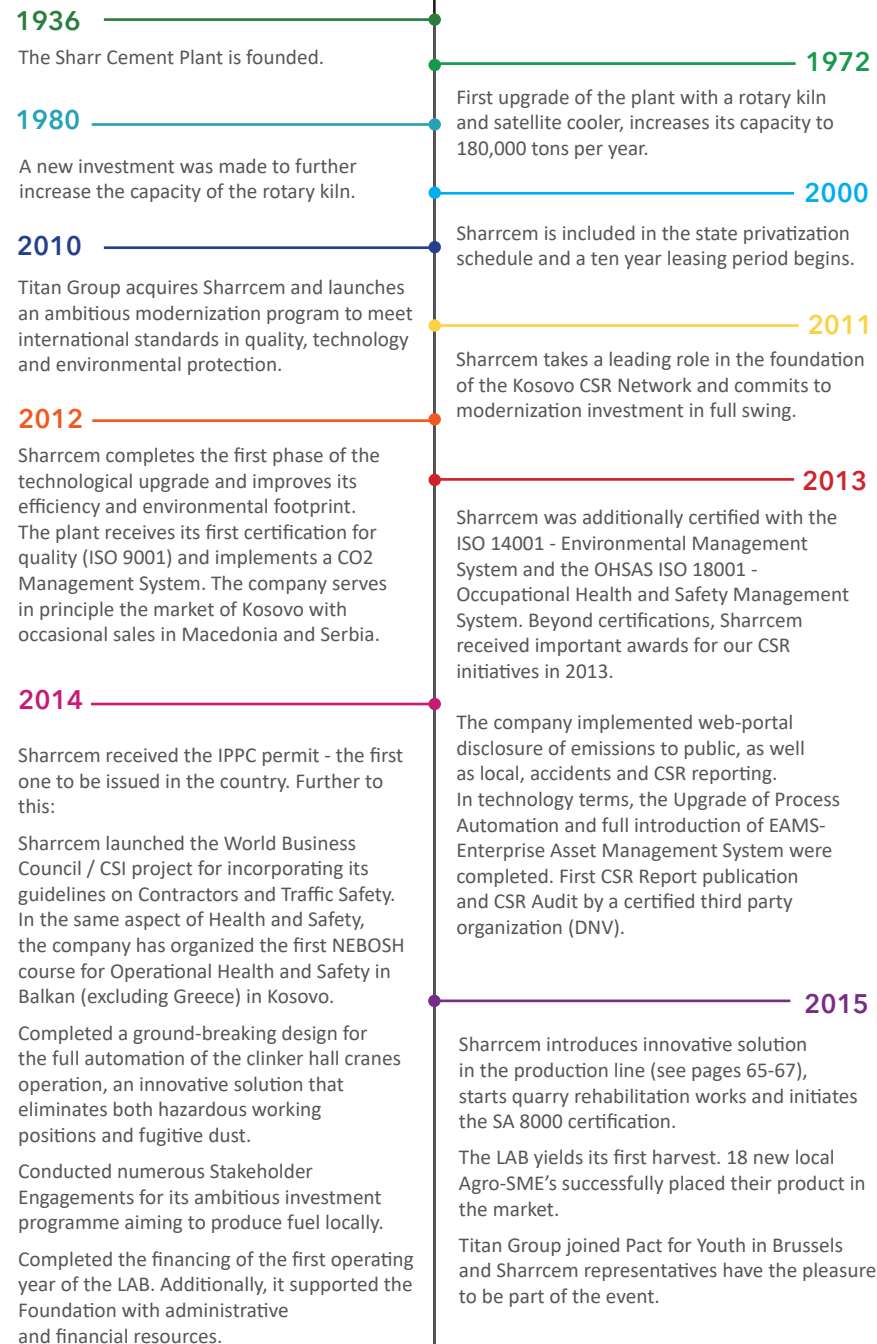 1936
The Sharr Cement Plant is founded.
1972
First upgrade of the plant with a rotary kiln
and satellite cooler, increases its capacity to
180,000 tons per year.
1980
A new investment was made to further
increase the capacity of the rotary kiln.
2000
Sharrcem is included in the state privatization
schedule and a ten year leasing period begins.
2010
Titan Group acquires Sharrcem and launches
an ambitious modernization program to meet
international standards in quality, technology
and environmental protection.
2011
Sharrcem takes a leading role in the foundation
of the Kosovo CSR Network and commits to
modernization investment in full swing.
2012
Sharrcem completes the first phase of the
technological upgrade and improves its
efficiency and environmental footprint.
The plant receives its first certification for
quality (ISO 9001) and implements a CO2
Management System. The company serves
in principle the market of Kosovo with
occasional sales in Macedonia and Serbia.
2013
Sharrcem was additionally certified with the
ISO 14001 - Environmental Management
System and the OHSAS ISO 18001 -
Occupational Health and Safety Management
System. Beyond certifications, Sharrcem
received important awards for our CSR
initiatives in 2013.
The company implemented web-portal
disclosure of emissions to public, as well
as local, accidents and CSR reporting.
In technology terms, the Upgrade of Process
Automation and full introduction of EAMS-
Enterprise Asset Management System were
completed. First CSR Report publication
and CSR Audit by a certified third party
organization (DNV).
2014
Sharrcem received the IPPC permit - the first
one to be issued in the country. Further to
this:
Sharrcem launched the World Business
Council / CSI project for incorporating its
guidelines on Contractors and Traffic Safety.
In the same aspect of Health and Safety,
the company has organized the first NEBOSH
course for Operational Health and Safety in
Balkan (excluding Greece) in Kosovo.
Completed a ground-breaking design for
the full automation of the clinker hall cranes
operation, an innovative solution that
eliminates both hazardous working
positions and fugitive dust.
Conducted numerous Stakeholder
Engagements for its ambitious investment
programme aiming to produce fuel locally.
Completed the financing of the first operating
year of the LAB. Additionally, it supported the
Foundation with administrative
and financial resources.
2015
Sharrcem introduces innovative solution
in the production line (see pages 65-67),
starts quarry rehabilitation works and initiates
the SA 8000 certification.
The LAB yields its first harvest. 18 new local
Agro-SME's successfully placed their product in
the market.
Titan Group joined Pact for Youth in Brussels
and Sharrcem representatives have the pleasure
to be part of the event.